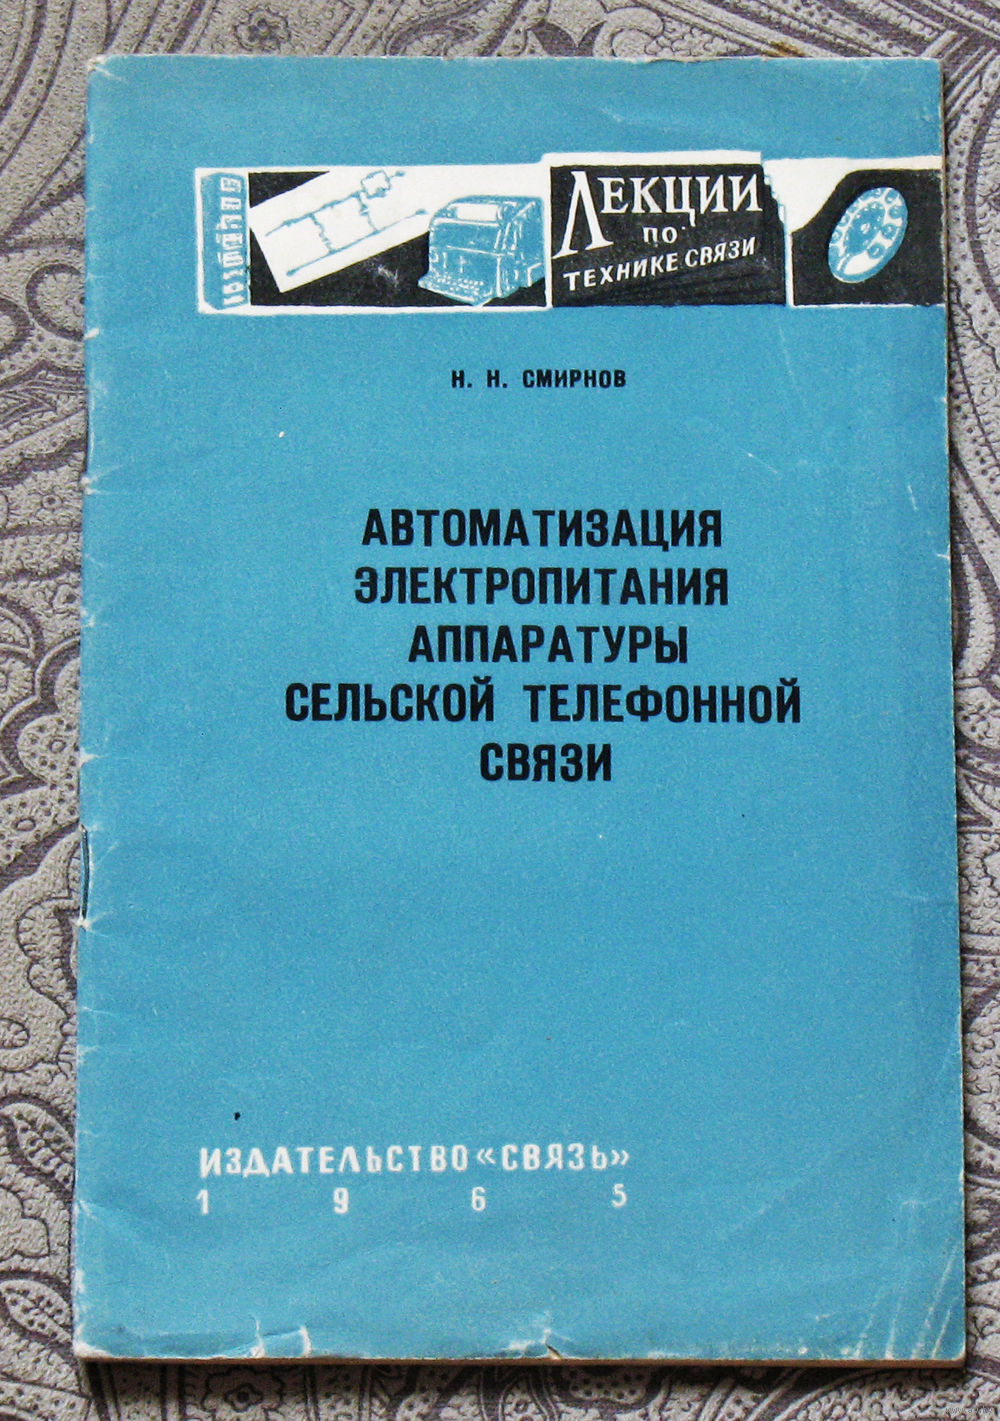 ЛЕКЦИИ
ПО
ТЕХНИКЕ СВЯЗИ
Н. Н. СМИРНОВ
АВТОМАТИЗАЦИЯ
ЭЛЕКТРОПИТАНИЯ
АППАРАТУРЫ
СЕЛЬСКОЙ ТЕЛЕФОННОЙ
СВЯЗИ
ИЗДАТЕЛЬСТВО «СВЯЗЬ»
1 9 6 5